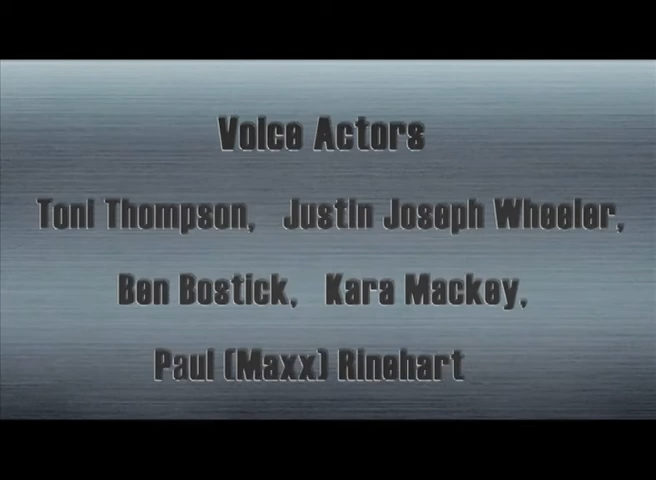 Voice Actors
Toni Thompson, Justin Joseph Wheeler,
Ben Bostick, Kara Mackey,
Paul (Maxx) Rinehart